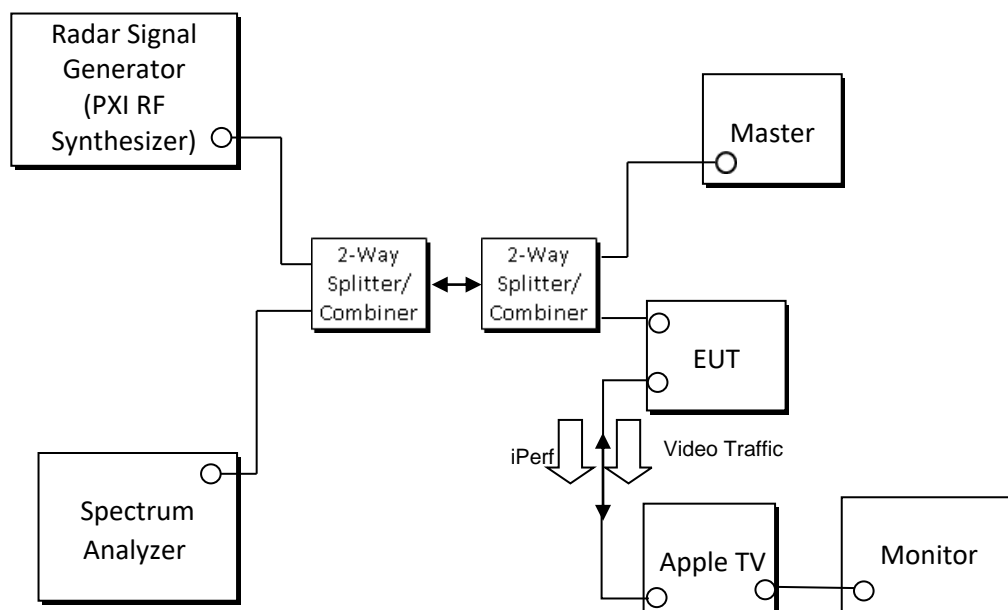 Radar Signal
Generator
(PXI RF
Synthesizer)
Master
2-Way
Splitter/
Combiner
2-Way
Splitter/
Combiner
EUT
iPerf
Video Traffic
Spectrum
Analyzer
Apple TV
Monitor